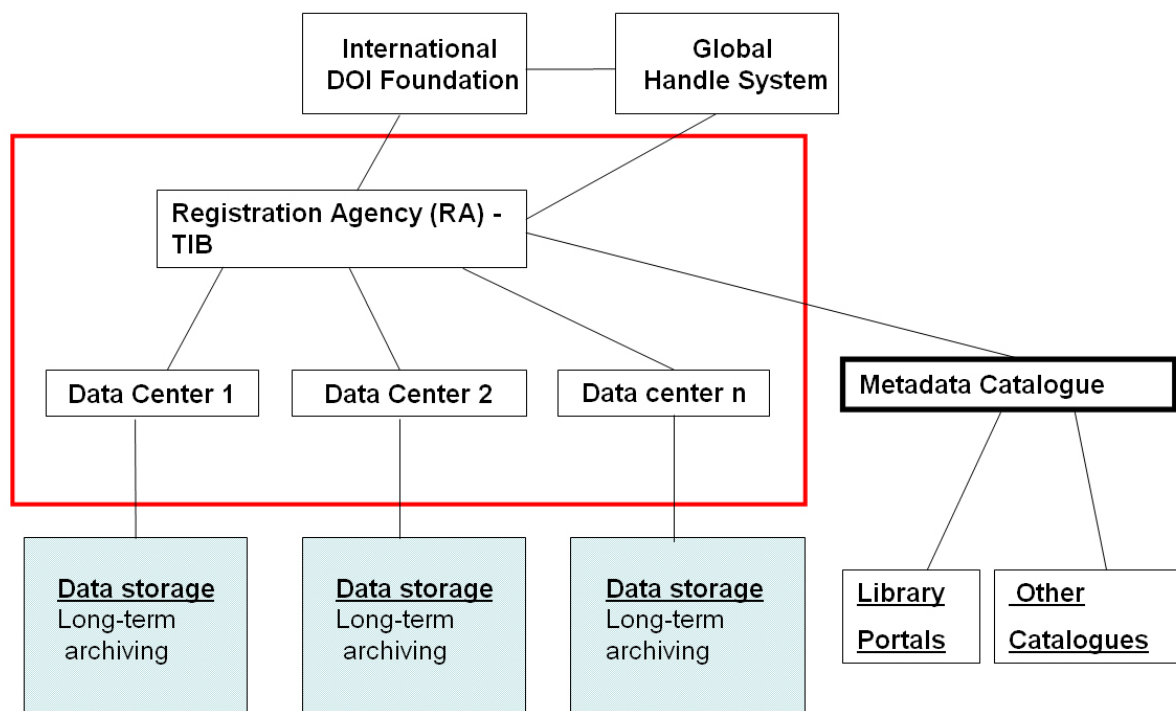 International
DOI Foundation
Global
Handle System
Registration Agency (RA) -
TIB
Data Center 1
Data Center 2
Data center n
Metadata Catalogue
Data storage
Long-term
archiving
Data storage
Long-term
archiving
Data storage
Long-term
archiving
Library
Portals
Other
Catalogues